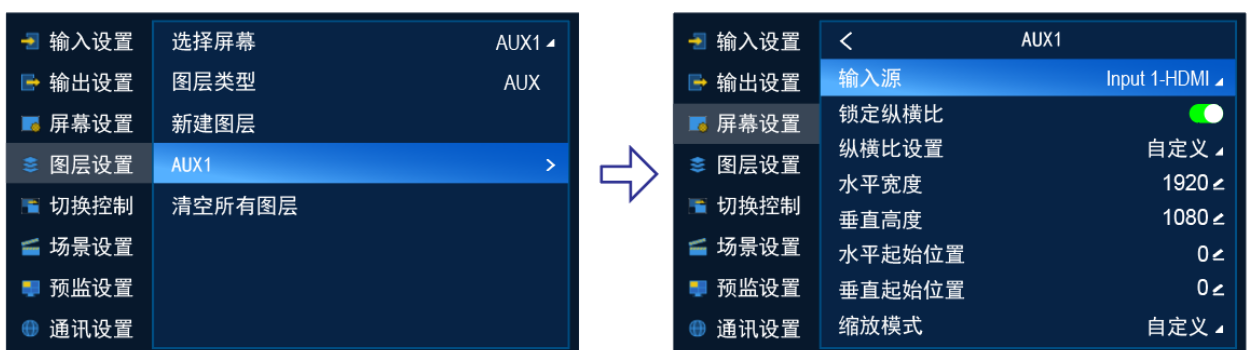 输入设置
输出设置
屏幕设置
图层设置
切换控制
场景设置
预监设置
通讯设置
选择屏幕 AUX1
图层类型 AUX
新建图层
AUX1 >
清空所有图层
输入设置
输出设置
屏幕设置
图层设置
切换控制
场景设置
预监设置
通讯设置
< AUX1
输入源 Input 1-HDMI
锁定纵横比
纵横比设置 自定义
水平宽度 1920
垂直高度 1080
水平起始位置 0
垂直起始位置 0
缩放模式 自定义